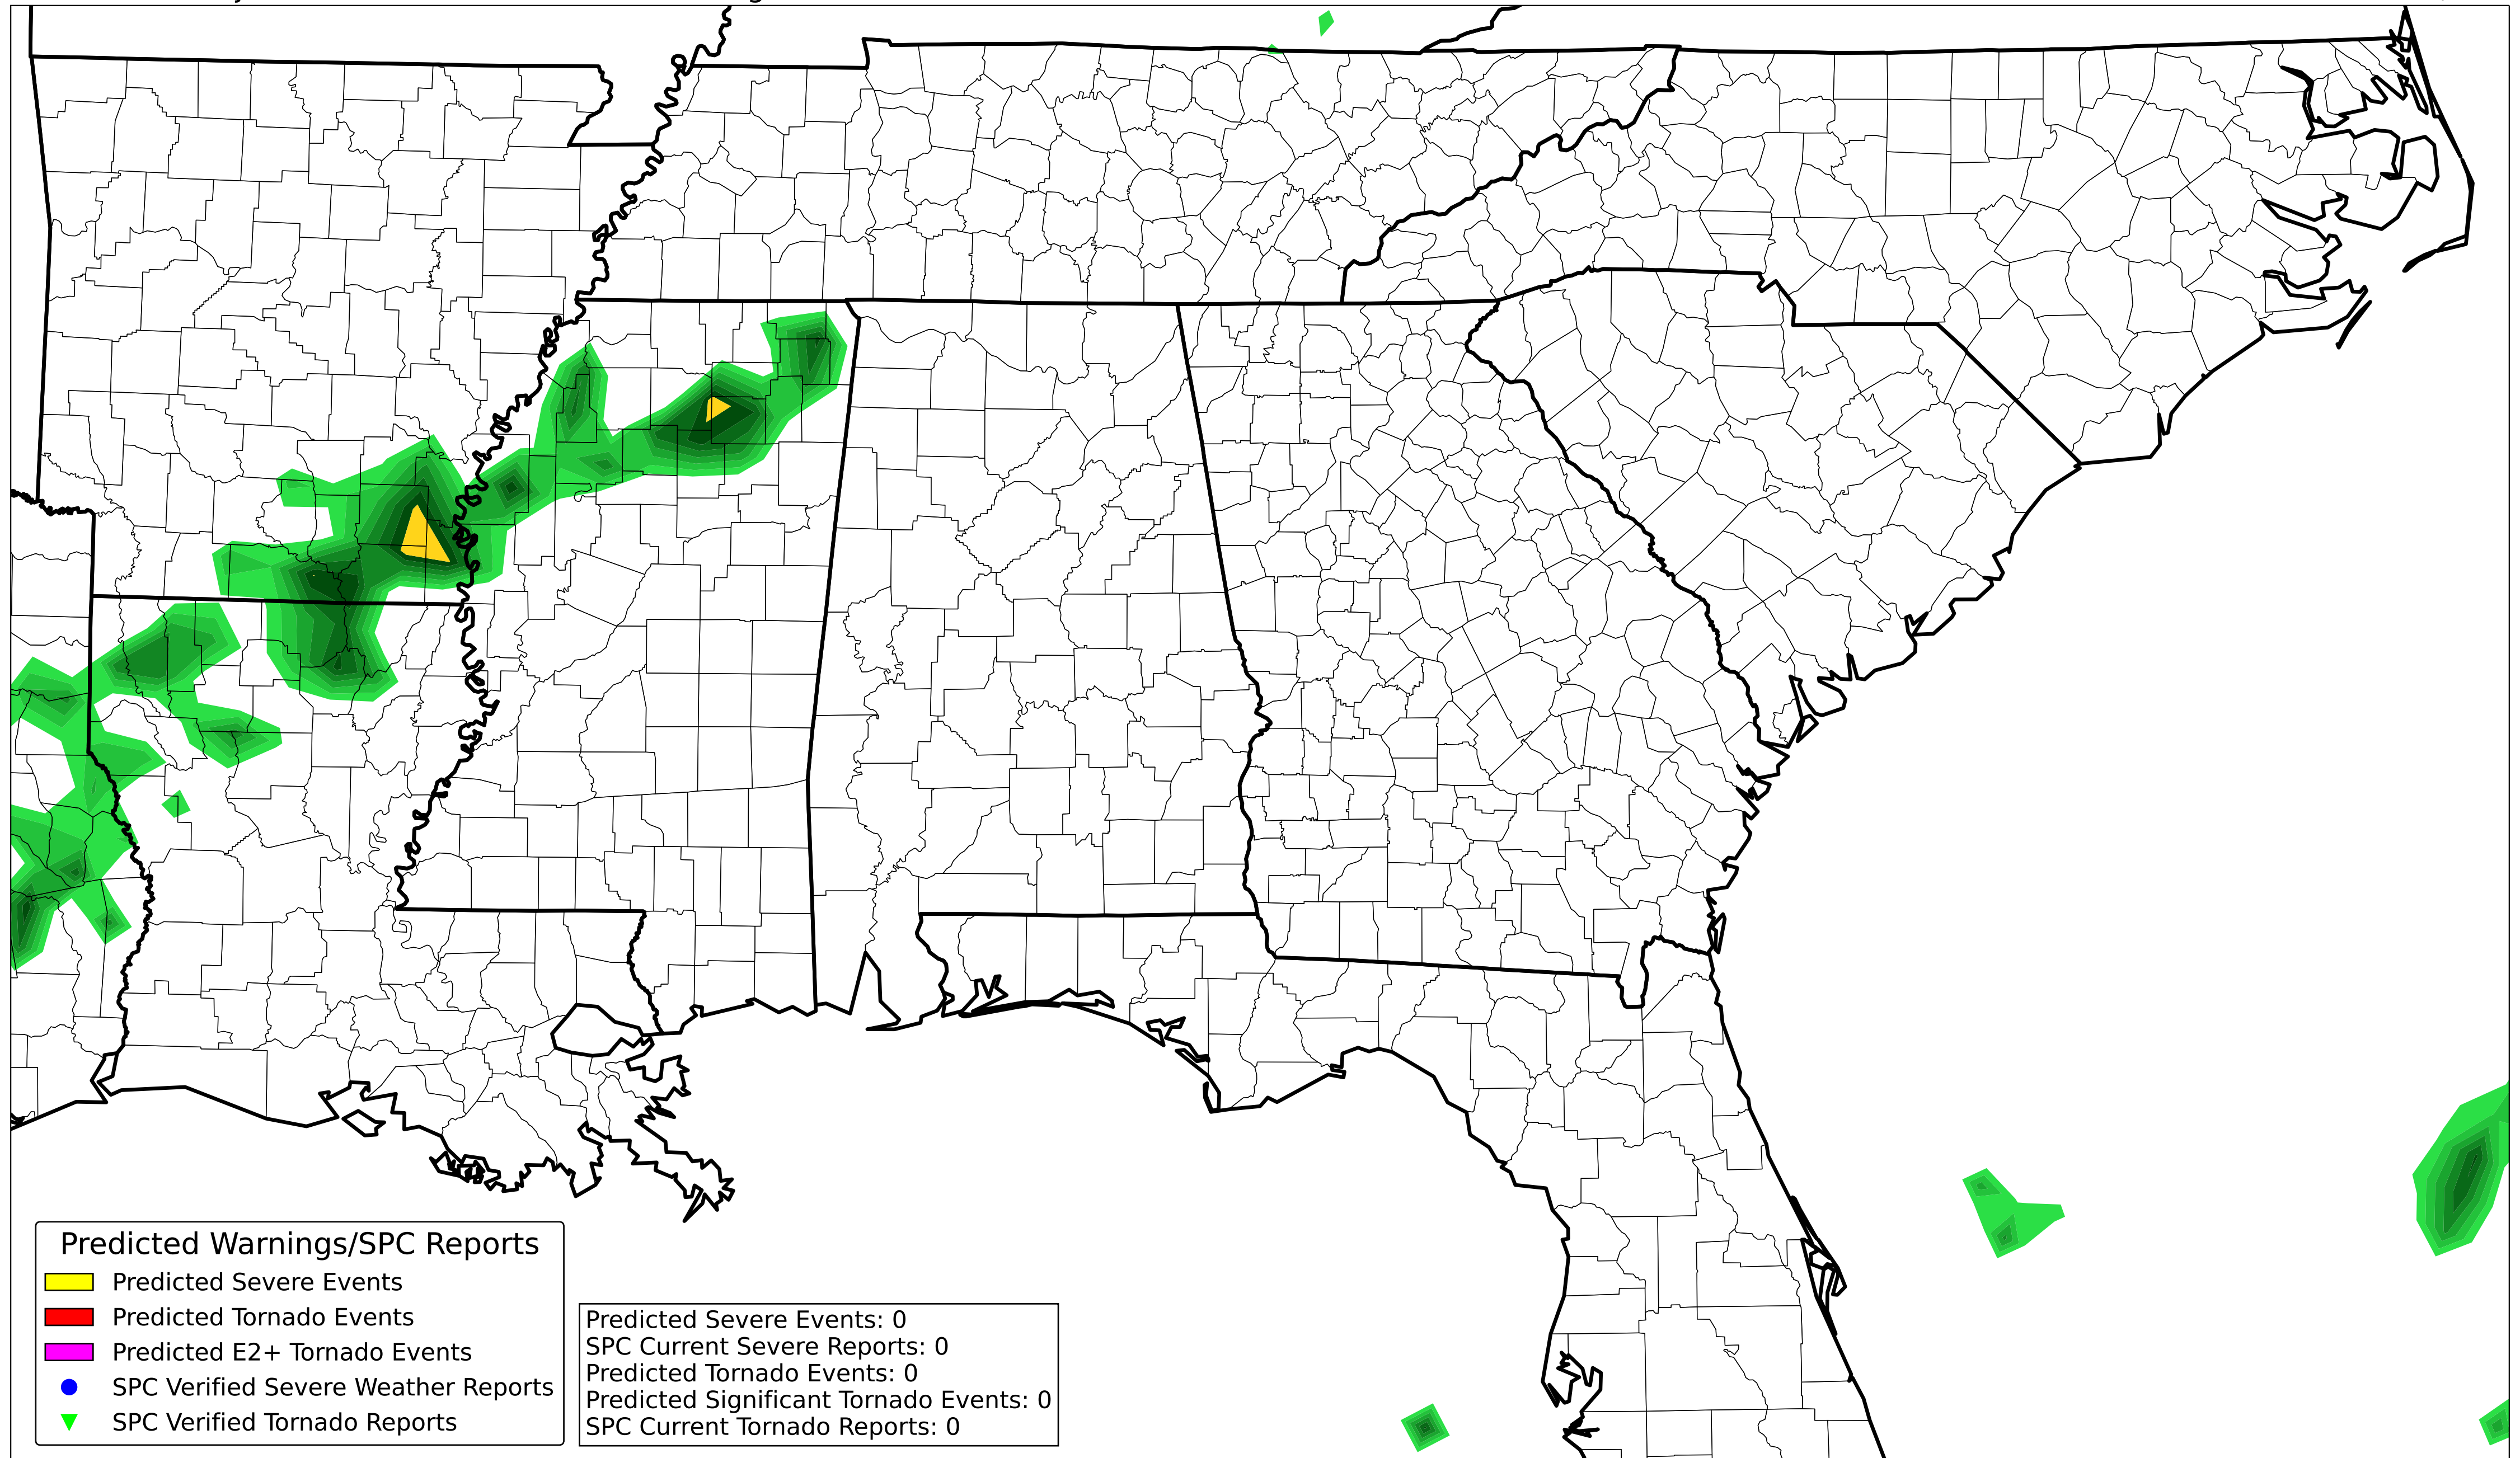 Predicted Warnings/SPC Reports
Predicted Severe Events
Predicted Tornado Events
Predicted E2+ Tornado Events
SPC Verified Severe Weather Reports
SPC Verified Tornado Reports
Predicted Severe Events: 0
SPC Current Severe Reports: 0
Predicted Tornado Events: 0
Predicted Significant Tornado Events: 0
SPC Current Tornado Reports: 0